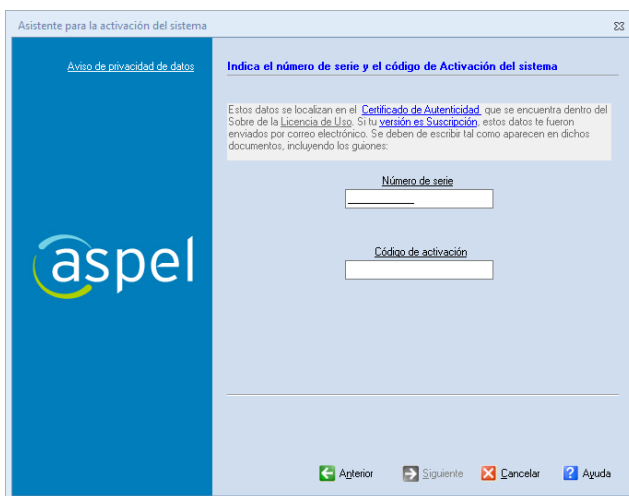 Asistente para la activación del sistema
Aviso de privacidad de datos
Indica el número de serie y el código de Activación del sistema
Estos datos se localizan en el Certificado de Autenticidad que se encuentra dentro del
Sobre de la Licencia de Uso. Si tu versión es Suscripción, estos datos te fueron
enviados por correo electrónico. Se deben de escribir tal como aparecen en dichos
documentos, incluyendo los guiones:
Número de serie
Código de activación
aspel
Anterior Siguiente Cancelar Ayuda